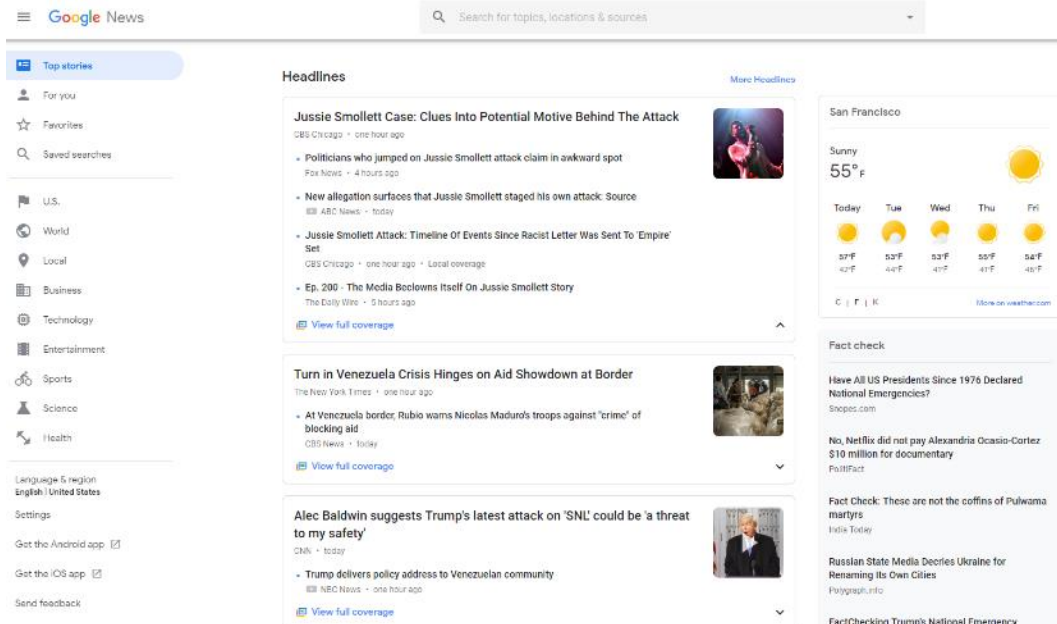 Google News
Search for topics, locations & sources
Top stories
For you
Favorites
Saved searches
U.S.
World
Local
Business
Technology
Entertainment
Sports
Science
Health
Language & region
English | United States
Settings
Get the Android app
Get the iOS app
Send feedback
Headlines
More Headlines
Jussie Smollett Case: Clues Into Potential Motive Behind The Attack
CBS Chicago • one hour ago
Politicians who jumped on Jussie Smollett attack claim in awkward spot
Fox News • 4 hours ago
New allegation surfaces that Jussie Smollett staged his own attack: Source
ABC News • today
Jussie Smollett Attack: Timeline Of Events Since Racist Letter Was Sent To 'Empire'
Set
CBS Chicago • one hour ago • Local coverage
Ep. 200 - The Media Beclowns Itself On Jussie Smollett Story
The Daily Wire • 5 hours ago
View full coverage
Turn in Venezuela Crisis Hinges on Aid Showdown at Border
The New York Times • one hour ago
At Venezuela border, Rubio warns Nicolas Maduro's troops against "crime" of
blocking aid
CBS News • today
View full coverage
Alec Baldwin suggests Trump's latest attack on 'SNL' could be 'a threat
to my safety'
CNN • today
Trump delivers policy address to Venezuelan community
NBC News • one hour ago
View full coverage
San Francisco
Sunny
55°F
Today Tue Wed Thu Fri
57°F 53°F 53°F 55°F 54°F
42°F 44°F 41°F 41°F
C | F | K
More on weather.com
Fact check
Have All US Presidents Since 1976 Declared
National Emergencies?
Snopes.com
No, Netflix did not pay Alexandria Ocasio-Cortez
$10 million for documentary
PolitiFact
Fact Check: These are not the coffins of Pulwama
martyrs
India Today
Russian State Media Decries Ukraine for
Renaming Its Own Cities
Polygraph.info
FactChecking Trump's National Emergency